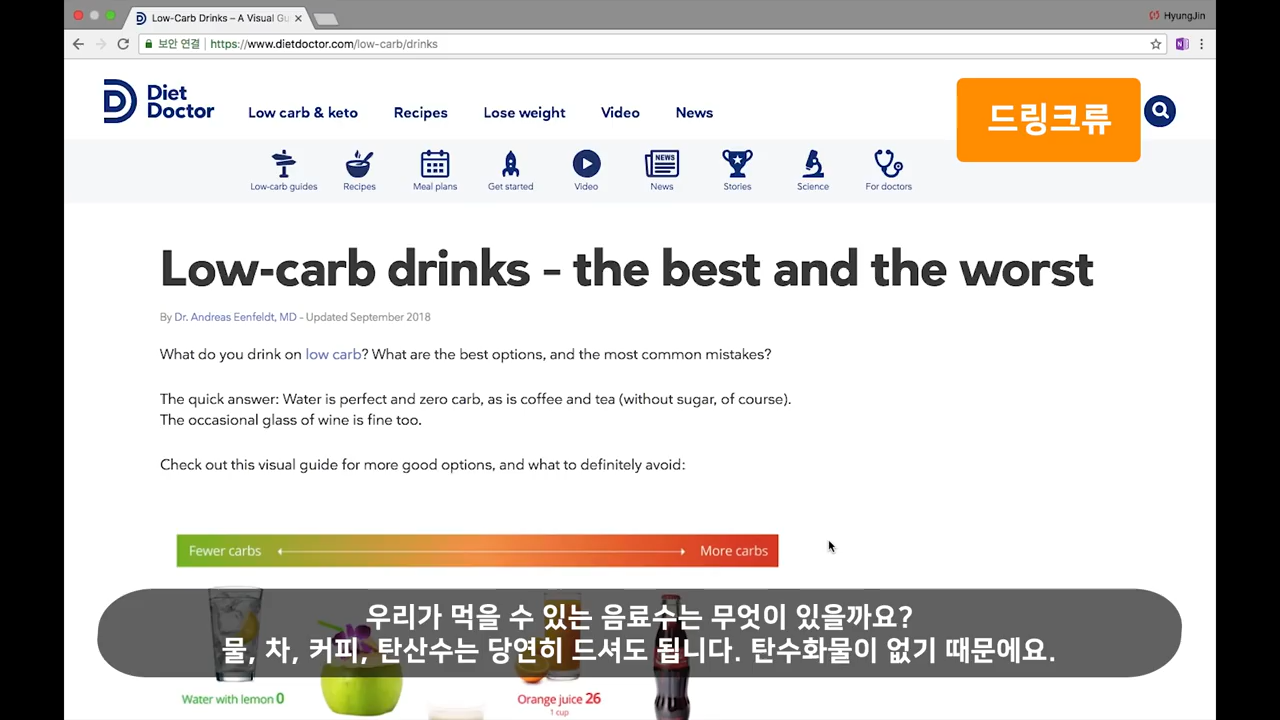 Low-Carb Drinks – A Visual Gu
HyungJin
보안 연결
https://www.dietdoctor.com/low-carb/drinks
Diet
Doctor
Low carb & keto
Recipes
Lose weight
Video
News
드링크류
NEWS
Low-carb guides
Recipes
Meal plans
Get started
Video
News
Stories
Science
For doctors
Low-carb drinks – the best and the worst
By Dr. Andreas Eenfeldt, MD – Updated September 2018
What do you drink on low carb? What are the best options, and the most common mistakes?
The quick answer: Water is perfect and zero carb, as is coffee and tea (without sugar, of course).
The occasional glass of wine is fine too.
Check out this visual guide for more good options, and what to definitely avoid:
Fewer carbs
More carbs
우리가 먹을 수 있는 음료수는 무엇이 있을까요?
물, 차, 커피, 탄산수는 당연히 드셔도 됩니다. 탄수화물이 없기 때문에요.
Water with lemon 0
Orange juice 26
1 cup